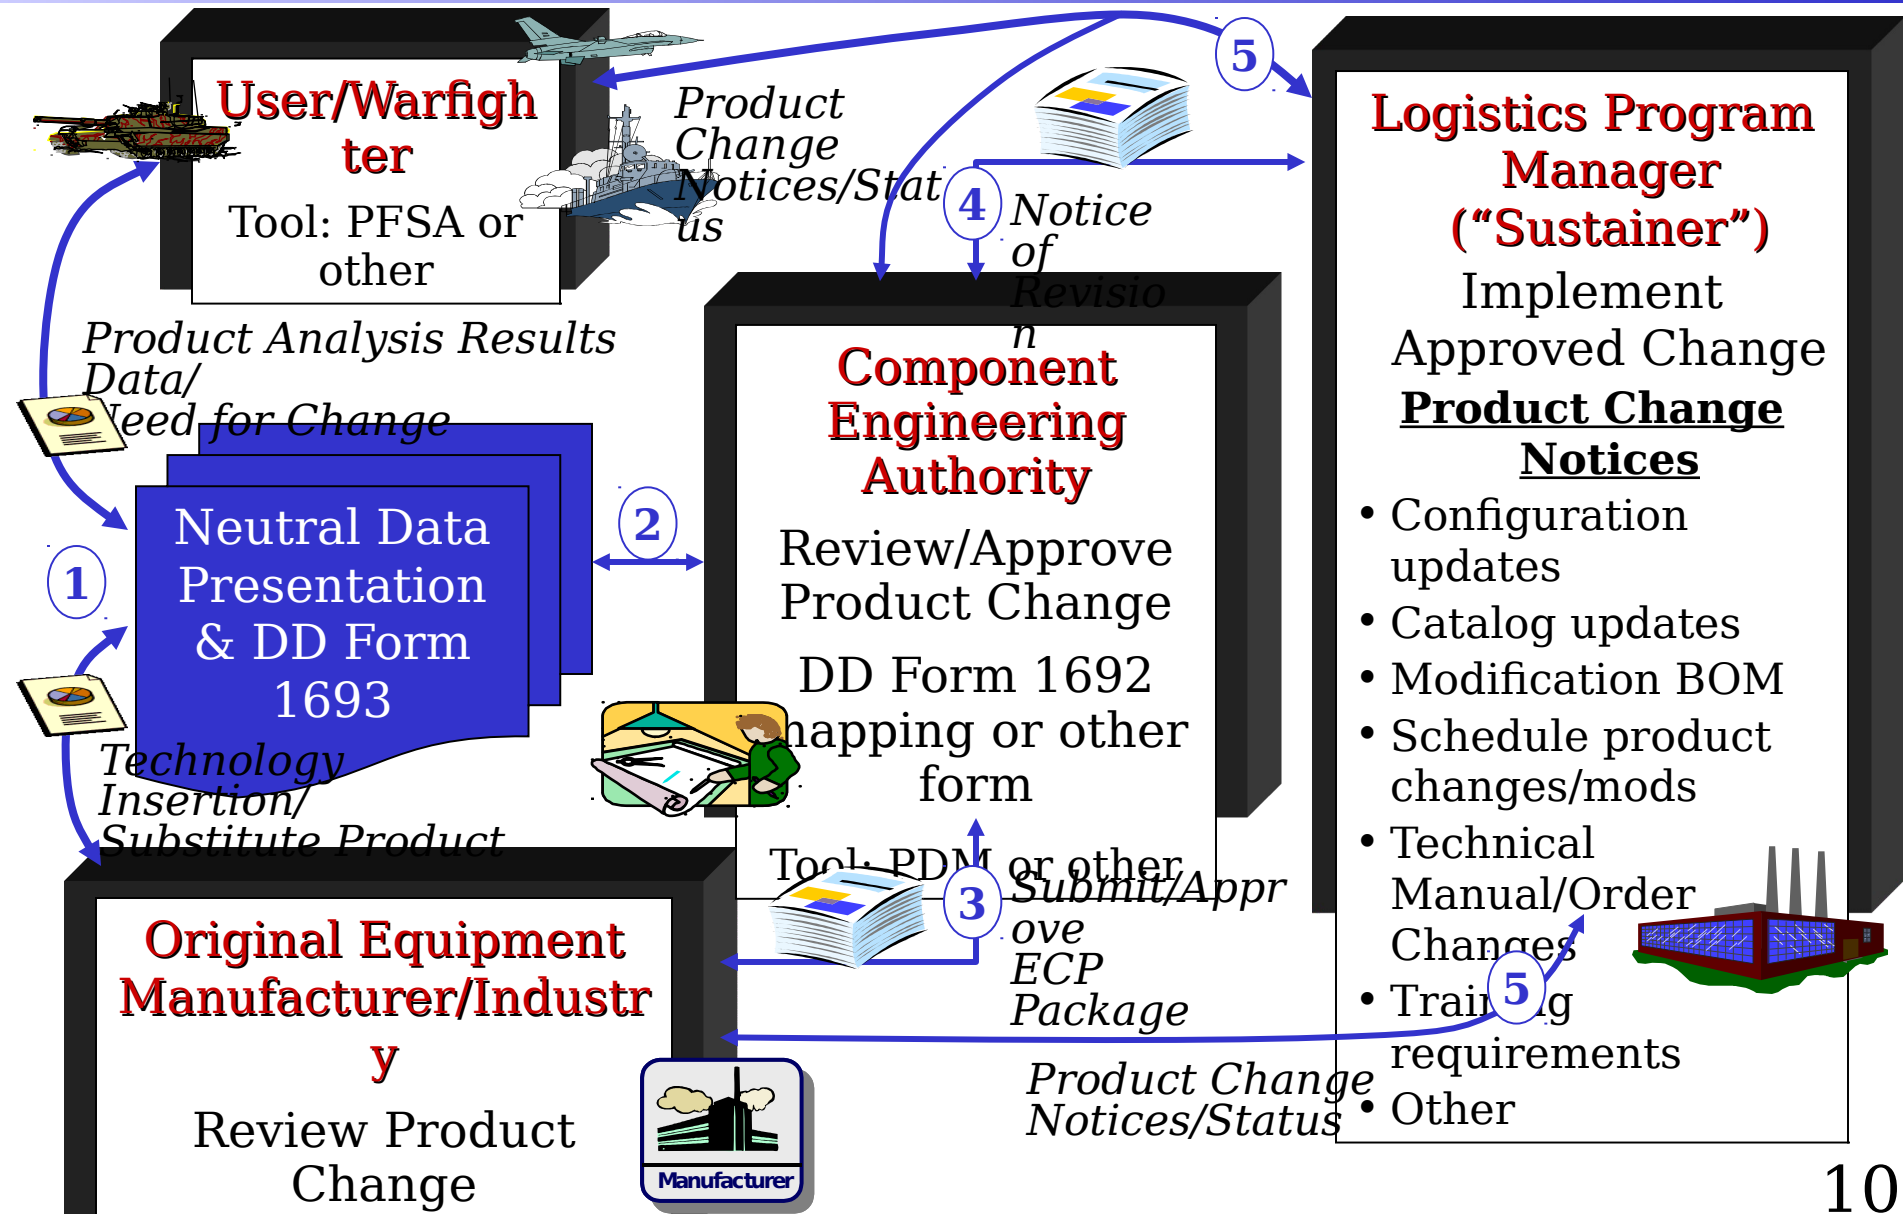 User/Warfigh
ter
Tool: PFSA or
other
Product
Change
Notices/Stat
us
5
4
Notice
of
Revisio
n
Product Analysis Results
Data/
Need for Change
Neutral Data
Presentation
& DD Form
1693
1
2
Technology
Insertion/
Substitute Product
Component
Engineering
Authority
Review/Approve
Product Change
DD Form 1692
mapping or other
form
Tool: PDM or other
3
Submit/Appr
ove
ECP
Package
Original Equipment
Manufacturer/Industr
y
Review Product
Change
Manufacturer
Product Change
Notices/Status
5
Logistics Program
Manager
(“Sustainer”)
Implement
Approved Change
Product Change
Notices
• Configuration
updates
• Catalog updates
• Modification BOM
• Schedule product
changes/mods
• Technical
Manual/Order
Changes
• Training
requirements
• Other
10